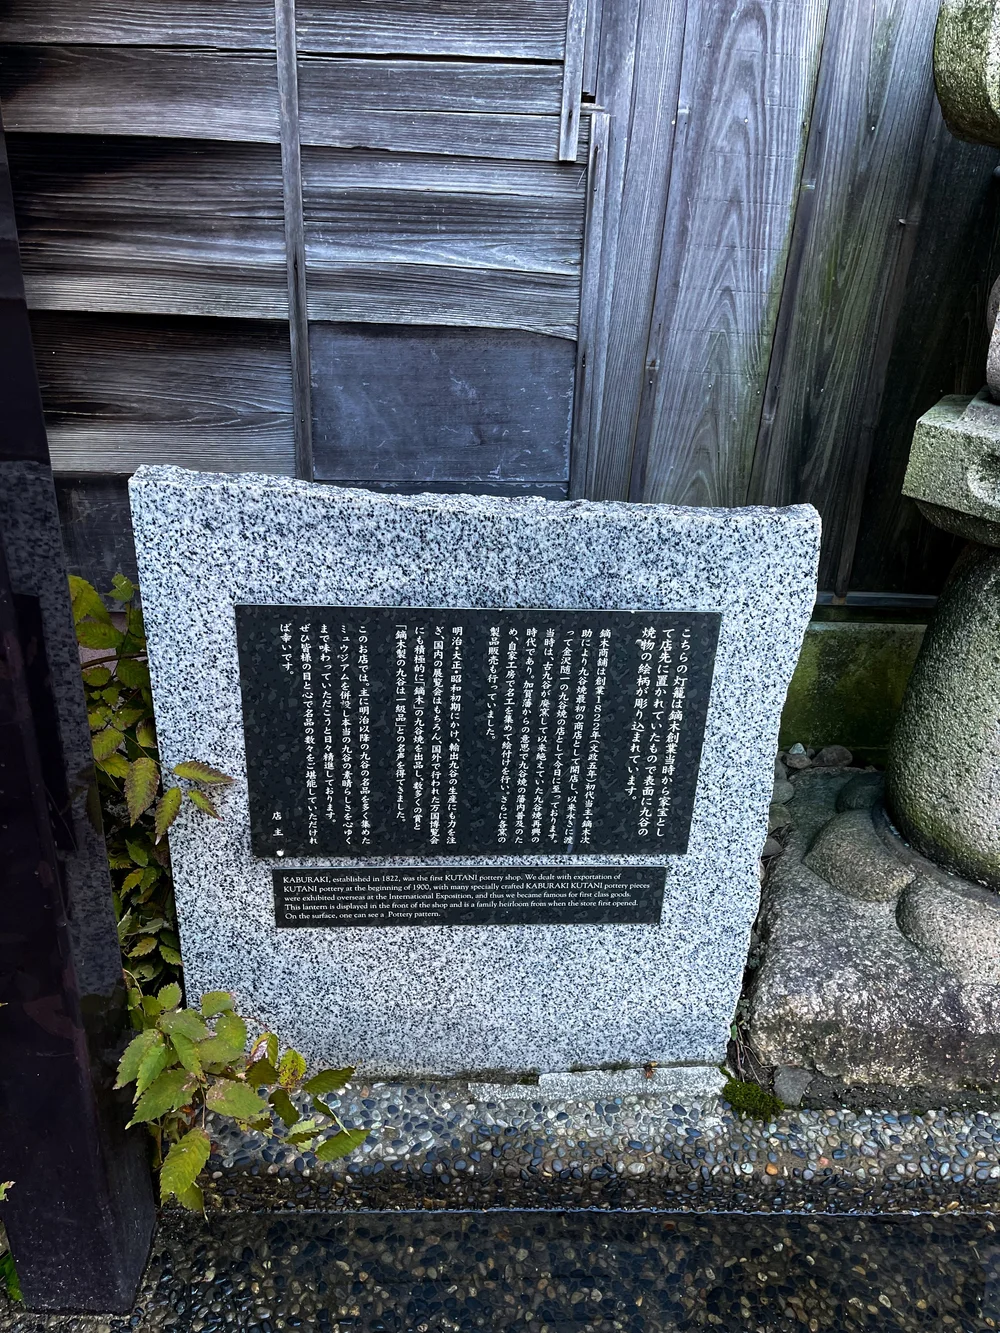 こちらの灯籠は鏑木創業当時から家宝とし
て店先に置かれていたもので表面に九谷の
焼物の絵柄が彫り込まれています。
鏑木商舗は創業1822年(文政五年)初代当主・鏑木次
助により九谷焼最初の商店として開店し、以来永きに渡
って金沢随一の九谷焼の店として今日に至っております。
当時は、古九谷が廃窯して以来絶えていた九谷焼再興の
時代であり、加賀藩からの意思で九谷焼の藩内普及のた
め、自家工房で名工を集めて絵付けを行い、さらに各窯の
製品販売も行っていました。
明治・大正・昭和初期にかけ、輸出九谷の生産にも力を注
ぎ、国内の展覧会はもちろん、国外で行われた万国博覧会
にも積極的に「鏑木」の九谷焼を出品し、数多くの賞と
「鏑木製の九谷は一級品」との名声を得てきました。
このお店では、主に明治以降の九谷の名品を多く集めた
ミュウジアムを併設し本当の九谷の素晴らしさを心ゆく
まで味わっていただこうと日々精進しております。
ぜひ皆様の目と心で名品の数々をご堪能していただけれ
ば幸いです。
店 主
KABURAKI, established in 1822, was the first KUTANI pottery shop. We dealt with exportation of
KUTANI pottery at the beginning of 1900, with many specially crafted KABURAKI KUTANI pottery pieces
were exhibited overseas at the International Exposition, and thus we became famous for first class goods.
This lantern is displayed in the front of the shop and is a family heirloom from when the store first opened.
On the surface, one can see a Pottery pattern.